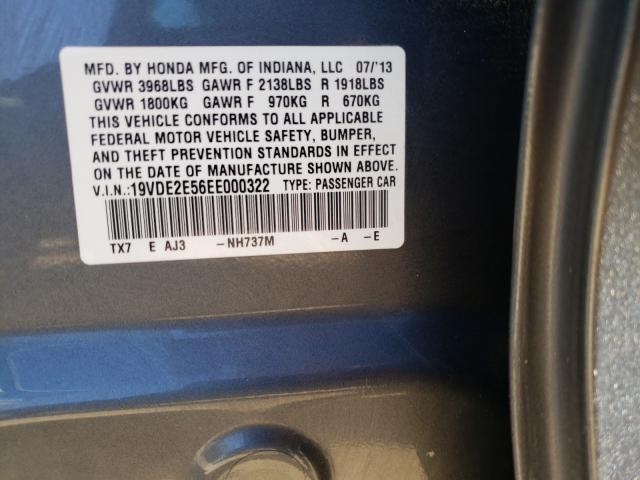 MFD. BY HONDA MFG. OF INDIANA, LLC 07/'13
GVWR 3968LBS GAWR F 2138LBS R 1918LBS
GVWR 1800KG GAWR F 970KG R 670KG
THIS VEHICLE CONFORMS TO ALL APPLICABLE
FEDERAL MOTOR VEHICLE SAFETY, BUMPER,
AND THEFT PREVENTION STANDARDS IN EFFECT
ON THE DATE OF MANUFACTURE SHOWN ABOVE.
V.I.N.:19VDE2E56EE000322 TYPE: PASSENGER CAR
TX7 E AJ3 -NH737M -A -E